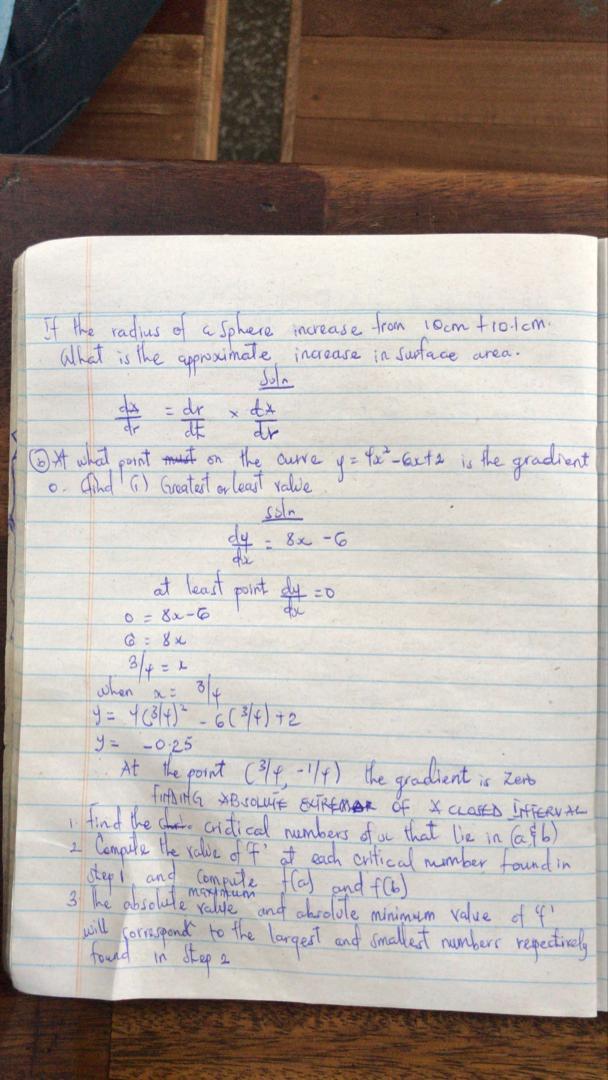 If the radius of a sphere increase from 10cm to 10.1cm.
What is the approximate increase in surface area.
Soln
dA/dr = dr/dt × dA/dr
(b) At what point must on the curve y = 4x² - 6x + 2 is the gradient
0. find (i) Greatest or least value
soln
dy/dx = 8x - 6
at least point dy/dx = 0
0 = 8x - 6
6 = 8x
3/4 = x
when x = 3/4
y = 4(3/4)² - 6(3/4) + 2
y = -0.25
At the point (3/4, -1/4) the gradient is zero
FINDING ABSOLUTE OF A CLOSED INTERVAL
1. find the crictical numbers of that lie in (a, b)
2 Compute the value of 'f' at each critical number found in
step 1 and compute f(a) and f(b)
3. The absolute maximum value and absolute minimum value of 'f'
will correspond to the largest and smallest numbers repectively
found in step 2